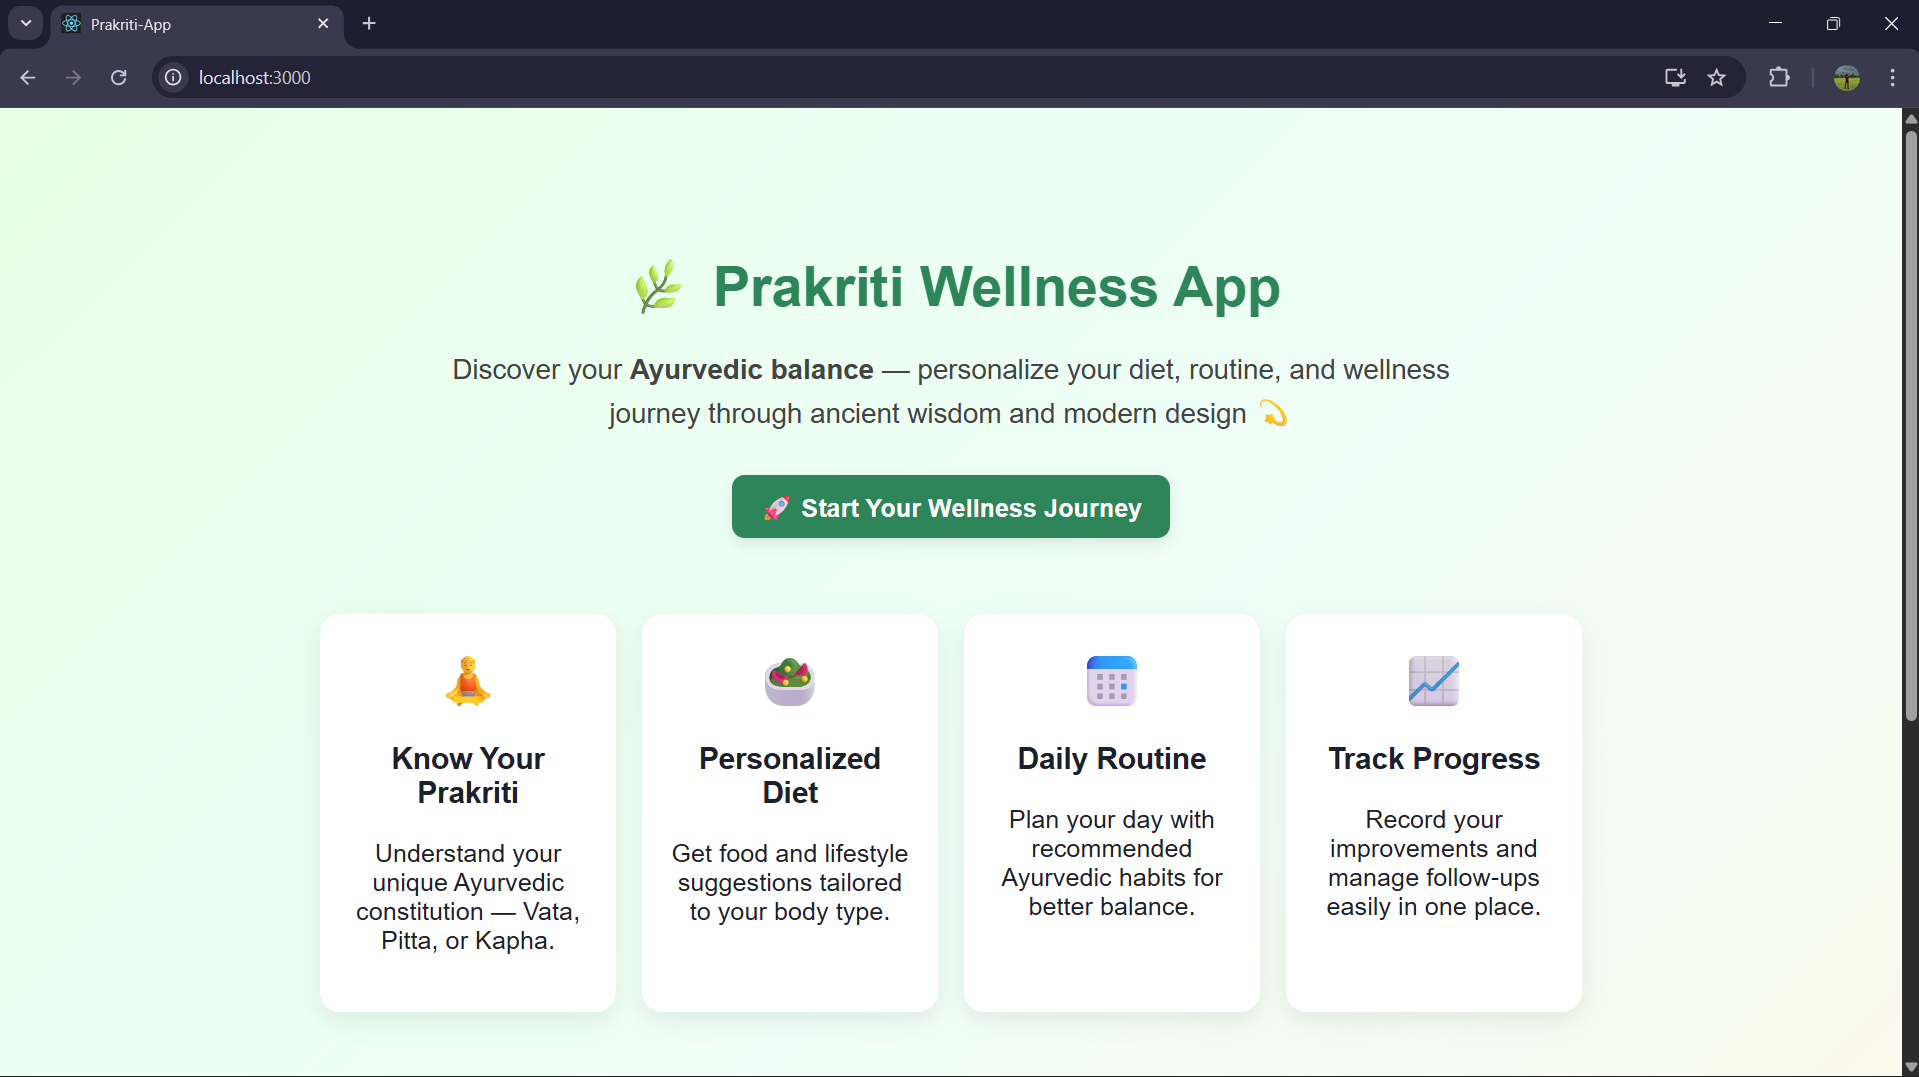 Prakriti-App
localhost:3000
🌿 Prakriti Wellness App
Discover your Ayurvedic balance — personalize your diet, routine, and wellness
journey through ancient wisdom and modern design 💫
🚀 Start Your Wellness Journey
Know Your
Prakriti
Understand your
unique Ayurvedic
constitution — Vata,
Pitta, or Kapha.
Personalized
Diet
Get food and lifestyle
suggestions tailored
to your body type.
Daily Routine
Plan your day with
recommended
Ayurvedic habits for
better balance.
Track Progress
Record your
improvements and
manage follow-ups
easily in one place.